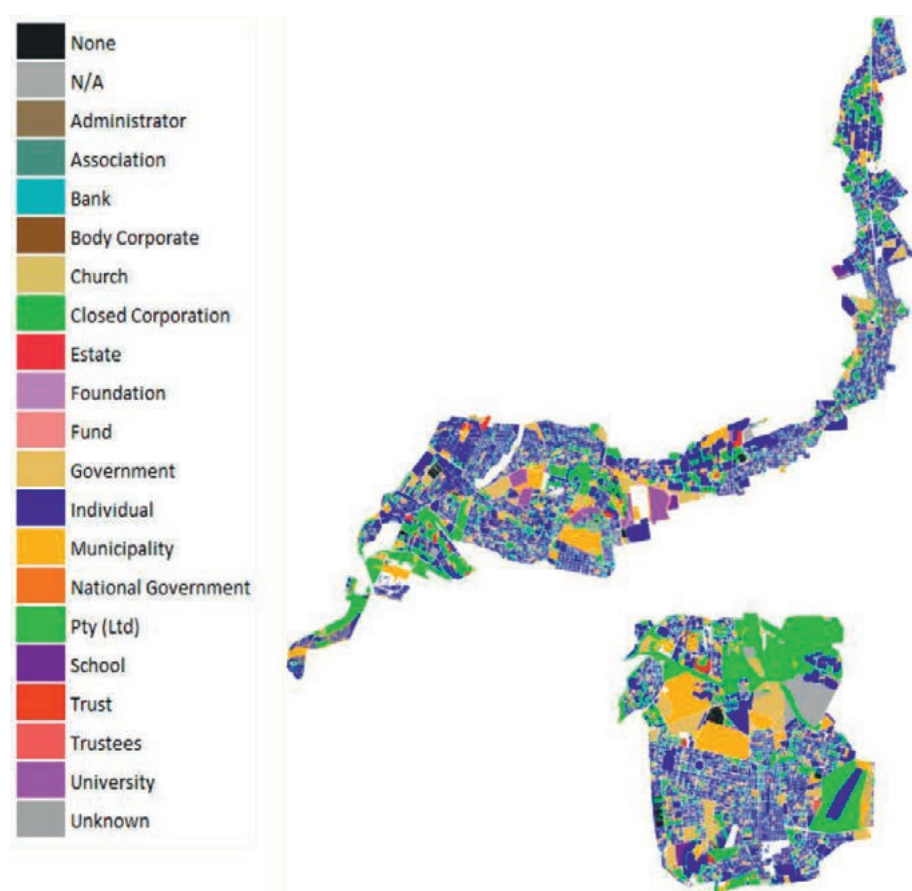 None
N/A
Administrator
Association
Bank
Body Corporate
Church
Closed Corporation
Estate
Foundation
Fund
Government
Individual
Municipality
National Government
Pty (Ltd)
School
Trust
Trustees
University
Unknown